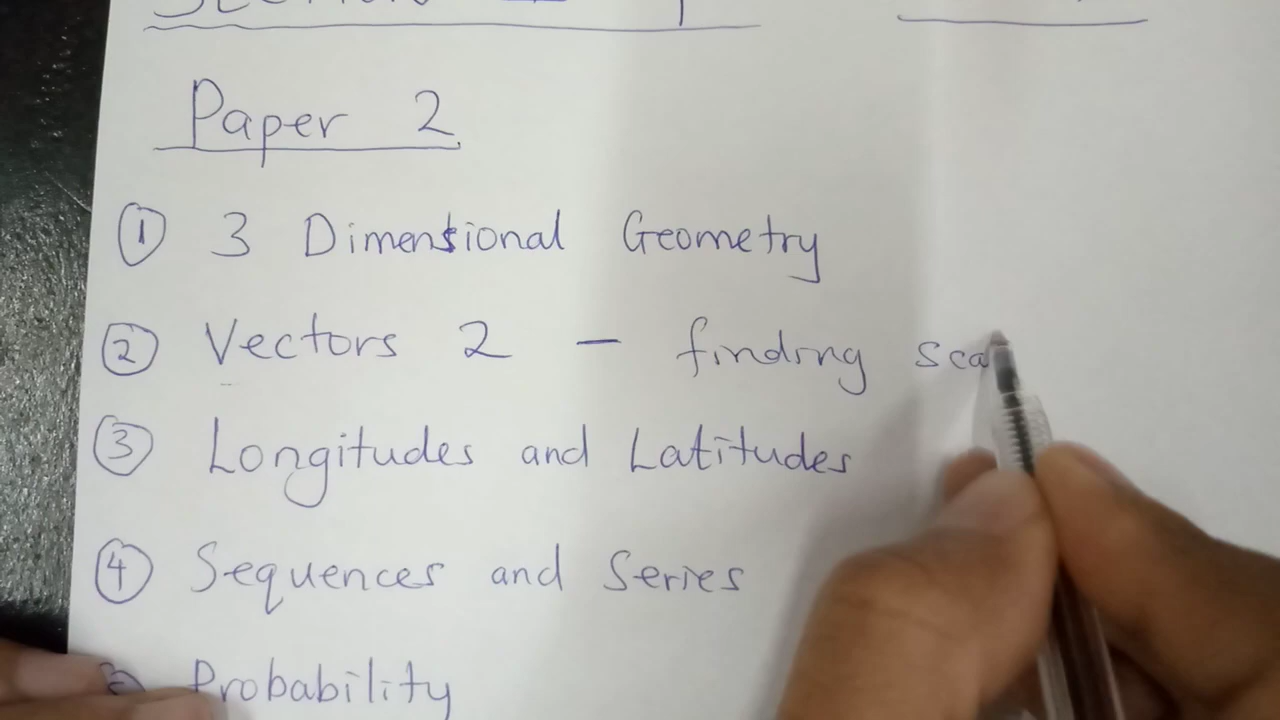 Paper 2
① 3 Dimensional Geometry
② Vectors 2 - finding sca
③ Longitudes and Latitudes
④ Sequences and Series
Probability